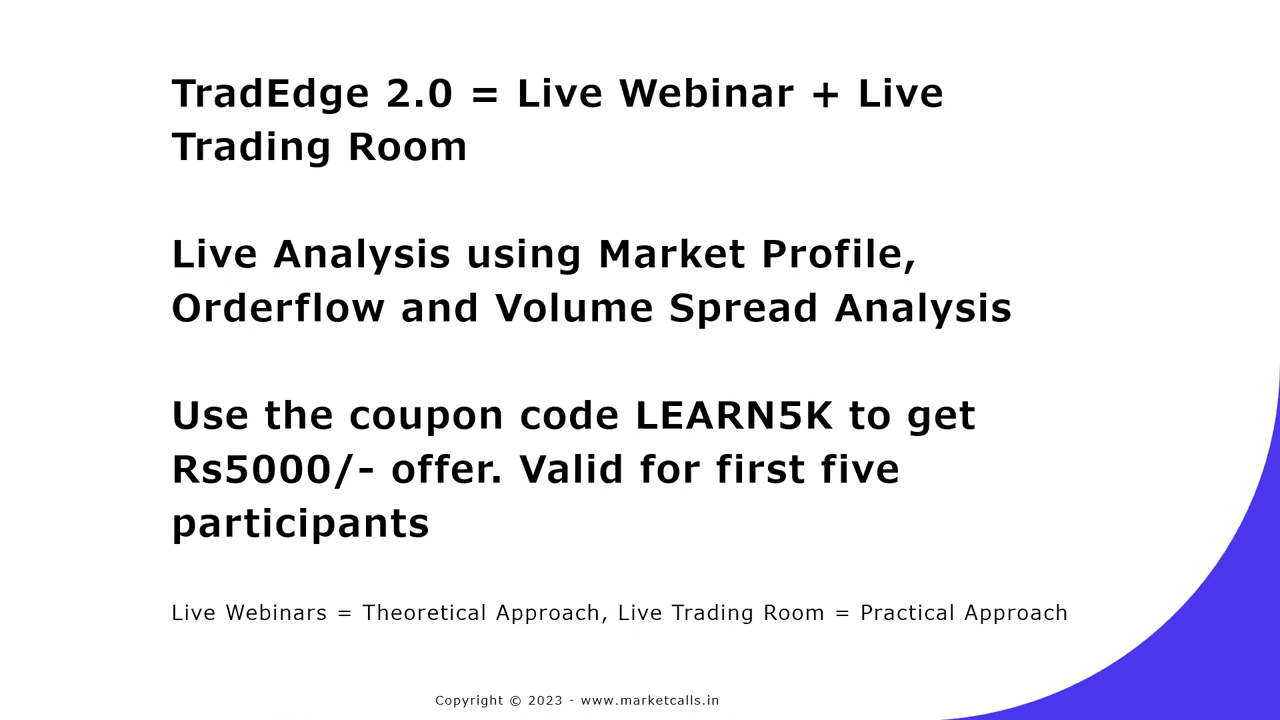 TradEdge 2.0 = Live Webinar + Live
Trading Room
Live Analysis using Market Profile,
Orderflow and Volume Spread Analysis
Use the coupon code LEARN5K to get
Rs5000/- offer. Valid for first five
participants
Live Webinars = Theoretical Approach, Live Trading Room = Practical Approach
Copyright © 2023 - www.marketcalls.in